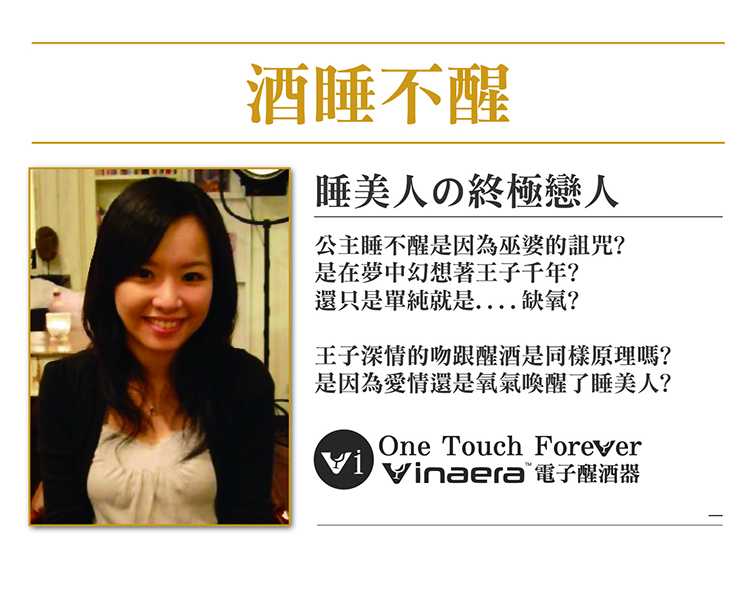 酒睡不醒
睡美人の終極戀人
公主睡不醒是因為巫婆的詛咒?
是在夢中幻想著王子千年?
還只是單純就是....缺氧?
王子深情的吻跟醒酒是同樣原理嗎?
是因為愛情還是氧氣喚醒了睡美人?
Vi One Touch Forever
Vinaera™ 電子醒酒器